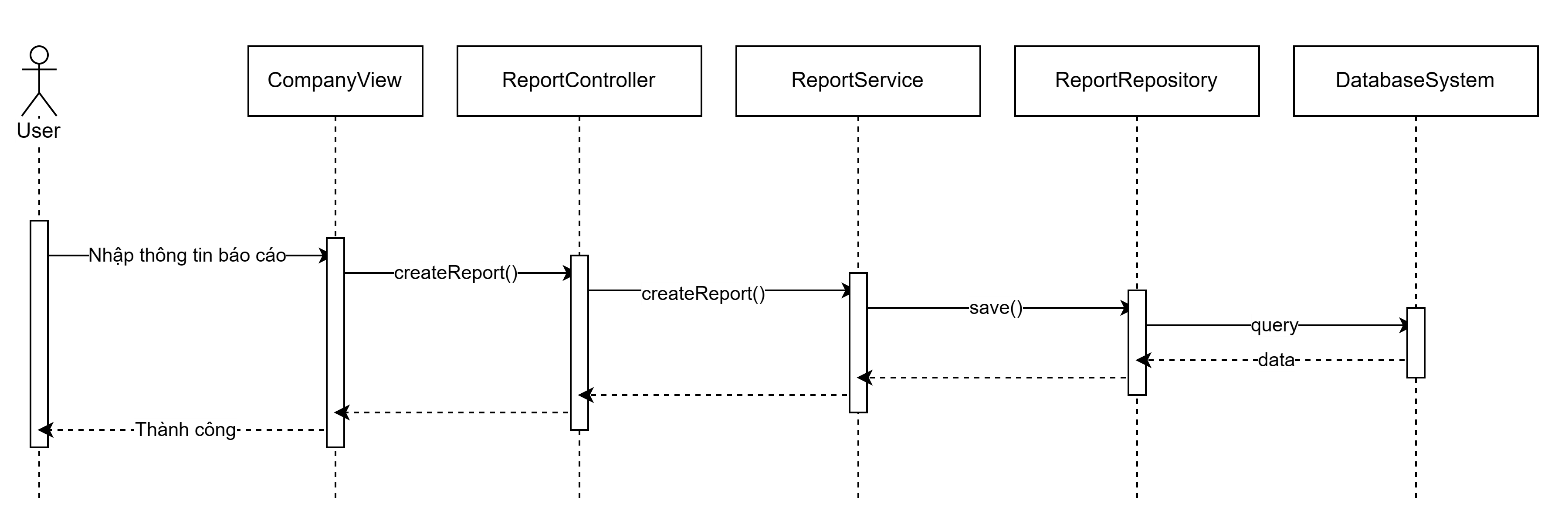 CompanyView
ReportController
ReportService
ReportRepository
DatabaseSystem
User
Nhập thông tin báo cáo
createReport()
createReport()
save()
query
data
Thành công